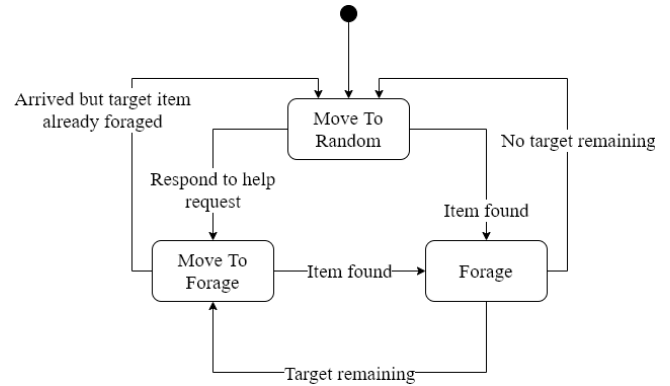 Arrived but target item
already foraged
Move To
Random
No target remaining
Respond to help
request
Item found
Move To
Forage
Item found
Forage
Target remaining